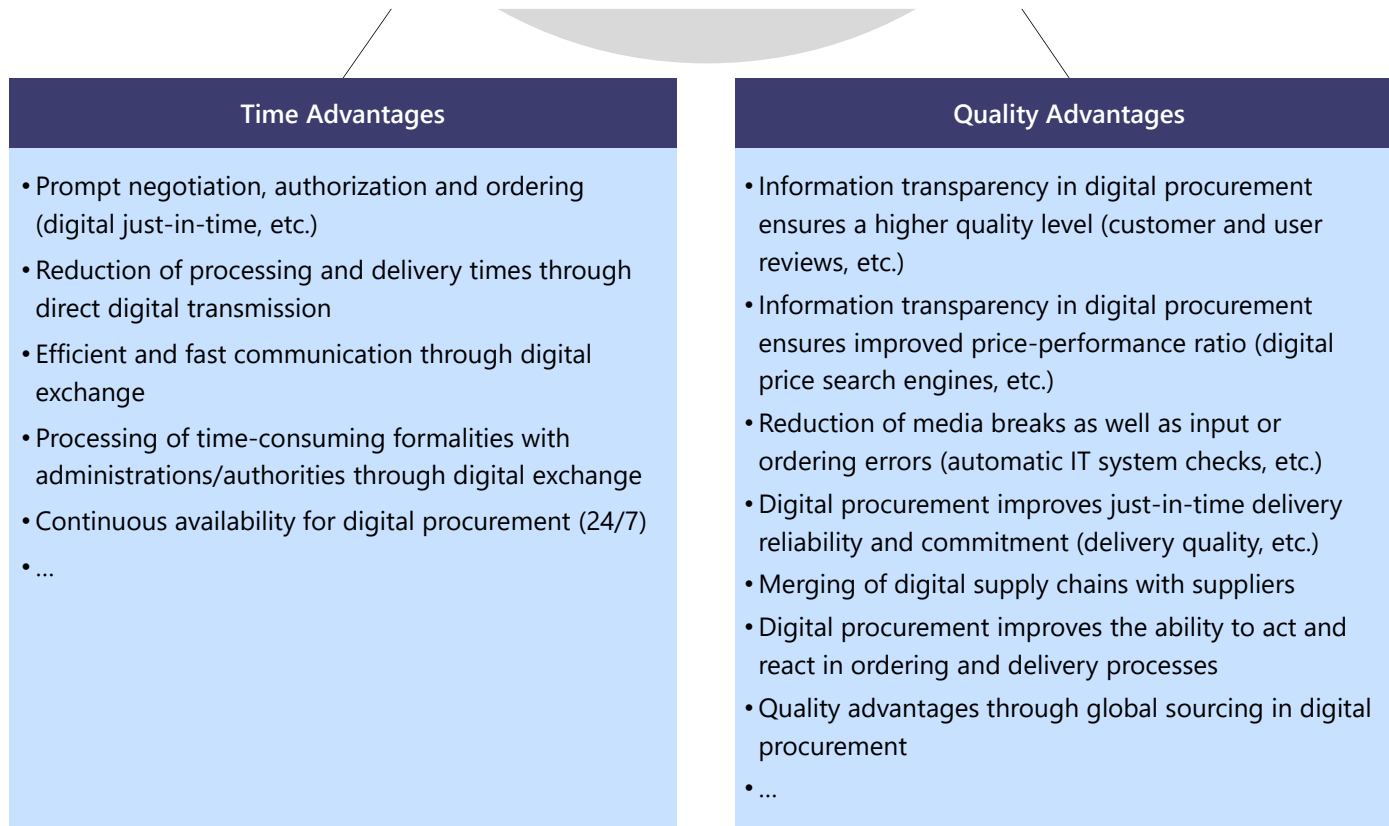 Time Advantages
• Prompt negotiation, authorization and ordering
(digital just-in-time, etc.)
• Reduction of processing and delivery times through
direct digital transmission
• Efficient and fast communication through digital
exchange
• Processing of time-consuming formalities with
administrations/authorities through digital exchange
• Continuous availability for digital procurement (24/7)
• ...
Quality Advantages
• Information transparency in digital procurement
ensures a higher quality level (customer and user
reviews, etc.)
• Information transparency in digital procurement
ensures improved price-performance ratio (digital
price search engines, etc.)
• Reduction of media breaks as well as input or
ordering errors (automatic IT system checks, etc.)
• Digital procurement improves just-in-time delivery
reliability and commitment (delivery quality, etc.)
• Merging of digital supply chains with suppliers
• Digital procurement improves the ability to act and
react in ordering and delivery processes
• Quality advantages through global sourcing in digital
procurement
• ...